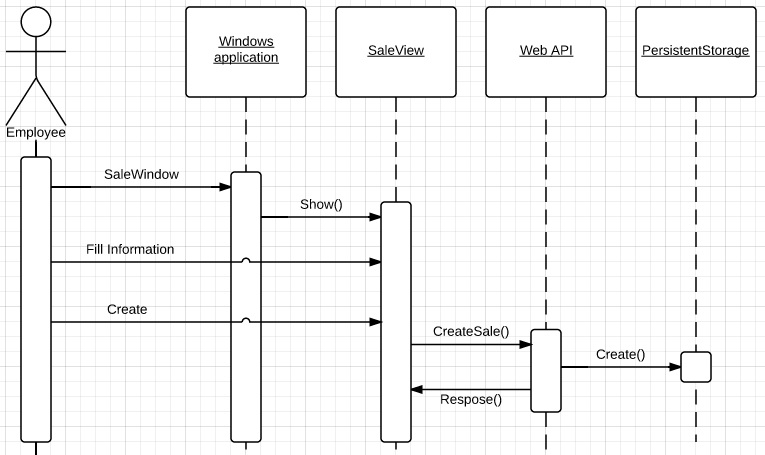 Windows
application
SaleView
Web API
PersistentStorage
Employee
SaleWindow
Show()
Fill Information
Create
CreateSale()
Create()
Respose()